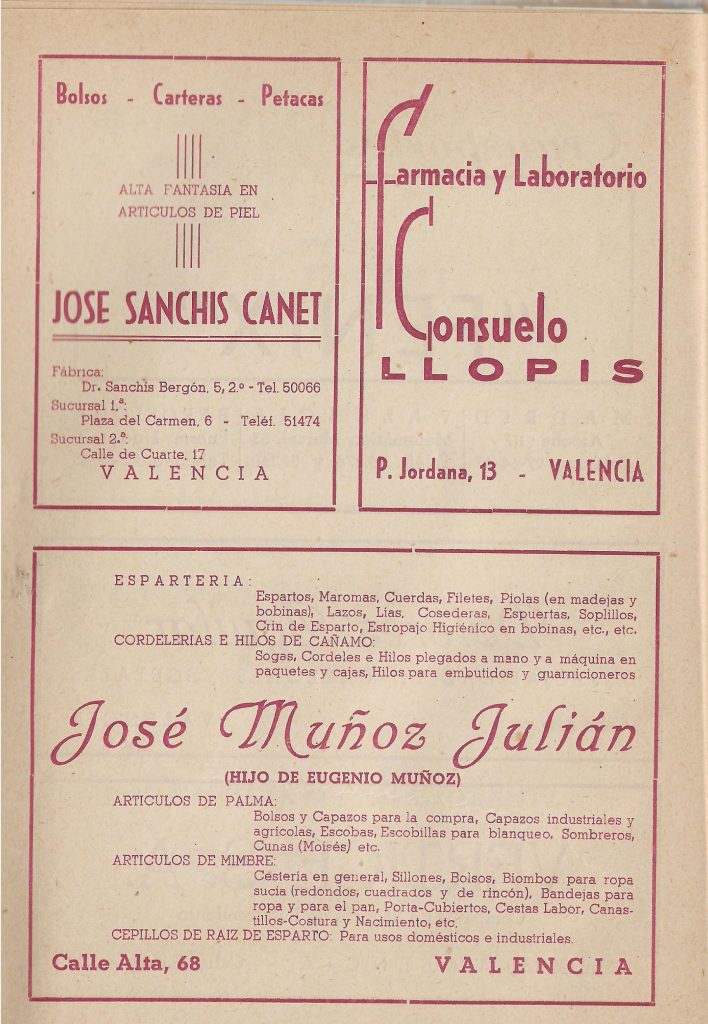 Bolsos - Carteras - Petacas
ALTA FANTASIA EN
ARTICULOS DE PIEL
JOSE SANCHIS CANET
Fábrica:
Dr. Sanchis Bergón, 5, 2.º - Tel. 50066
Sucursal 1.ª:
Plaza del Carmen, 6 - Teléf. 51474
Sucursal 2.ª:
Calle de Cuarte, 17
VALENCIA
Farmacia y Laboratorio
Consuelo
LLOPIS
P. Jordana, 13 - VALENCIA
ESPARTERIA:
Espartos, Maromas, Cuerdas, Filetes, Piolas (en madejas y
bobinas), Lazos, Lías, Cosederas, Espuertas, Soplillos,
Crin de Esparto, Estropajo Higiénico en bobinas, etc., etc.
CORDELERIAS E HILOS DE CAÑAMO:
Sogas, Cordeles e Hilos plegados a mano y a máquina en
paquetes y cajas, Hilos para embutidos y guarnicioneros
José Muñoz Julián
(HIJO DE EUGENIO MUÑOZ)
ARTICULOS DE PALMA:
Bolsos y Capazos para la compra, Capazos industriales y
agrícolas, Escobas, Escobillas para blanqueo, Sombreros,
Cunas (Moisés) etc.
ARTICULOS DE MIMBRE:
Cestería en general, Sillones, Bolsos, Biombos para ropa
sucia (redondos, cuadrados y de rincón), Bandejas para
ropa y para el pan, Porta-Cubiertos, Cestas Labor, Canas-
tillos-Costura y Nacimiento, etc.
CEPILLOS DE RAIZ DE ESPARTO: Para usos domésticos e industriales.
Calle Alta, 68 VALENCIA